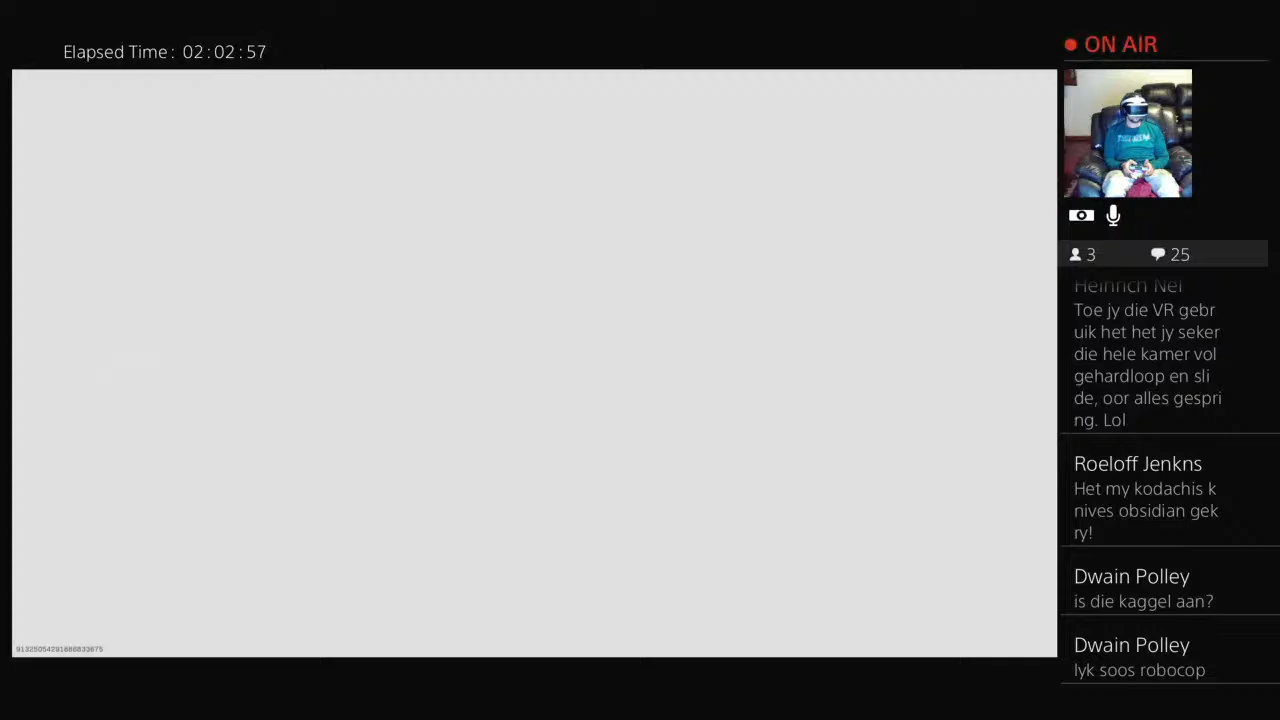 Elapsed Time: 02:02:57
ON AIR
3
25
Heinrich Nel
Toe jy die VR gebr
uik het het jy seker
die hele kamer vol
gehardloop en sli
de, oor alles gespri
ng. Lol
Roeloff Jenkns
Het my kodachis k
nives obsidian gek
ry!
Dwain Polley
is die kaggel aan?
Dwain Polley
lyk soos robocop